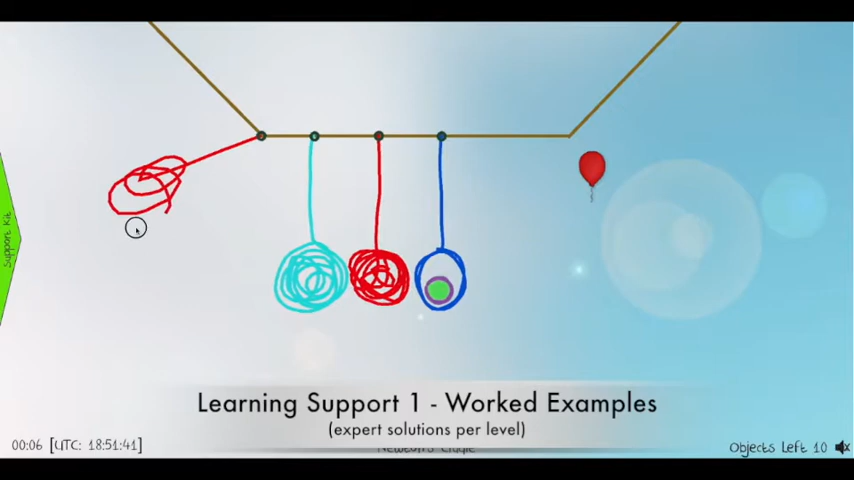 Support Kit
Learning Support 1 - Worked Examples
(expert solutions per level)
00:06 [UTC: 18:51:41]
Objects Left 10